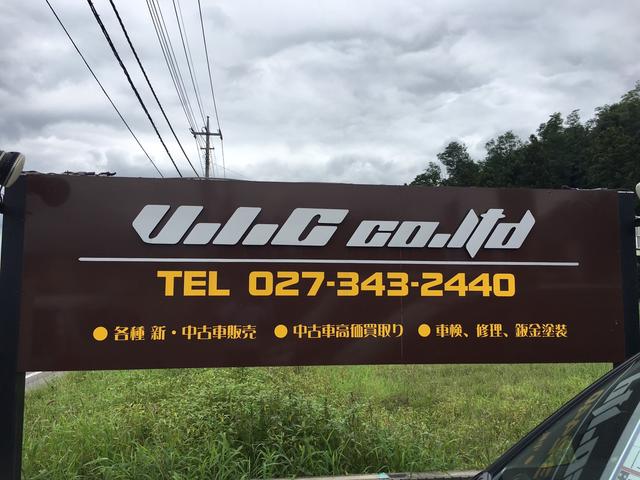 V.I.C co.ltd
TEL 027-343-2440
● 各種 新・中古車販売 ● 中古車高価買取り ● 車検、修理、鈑金塗装